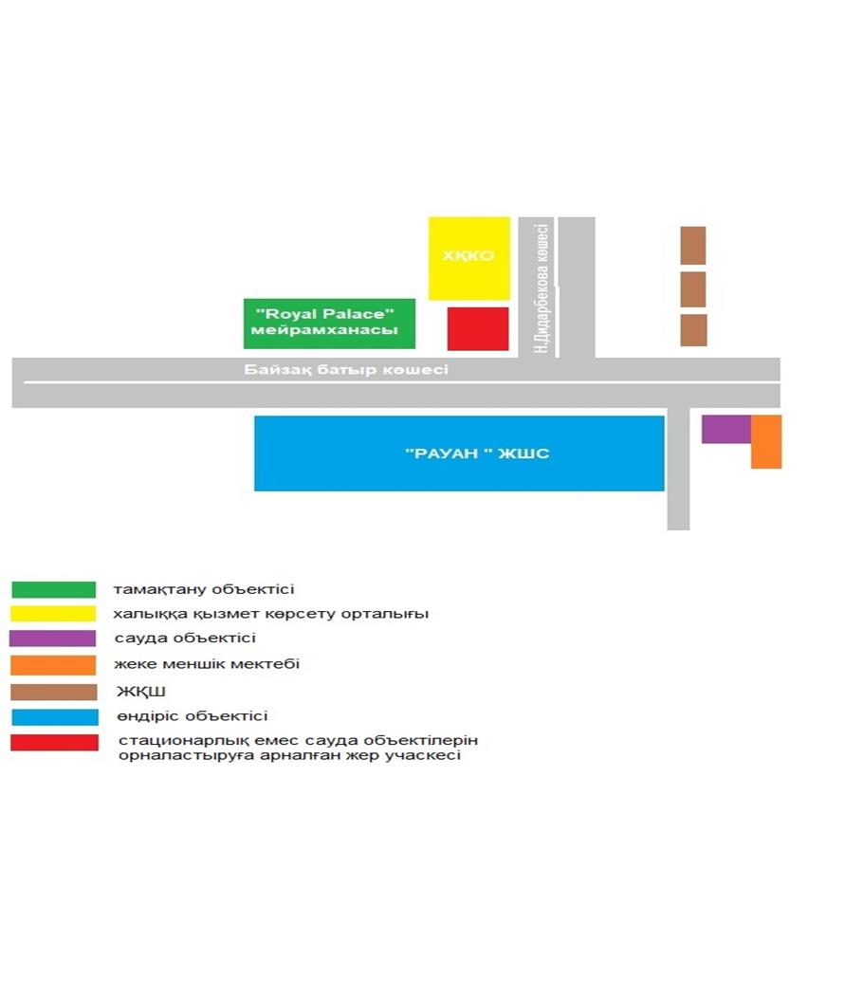 ХҚКО
Н.Дидарбекова көшесі
"Royal Palace"
мейрамханасы
Байзақ батыр көшесі
"РАУАН " ЖШС
тамақтану объектісі
халыққа қызмет көрсету орталығы
сауда объектісі
жеке меншік мектебі
ЖҚШ
өндіріс объектісі
стационарлық емес сауда объектілерін
орналастыруға арналған жер учаскесі